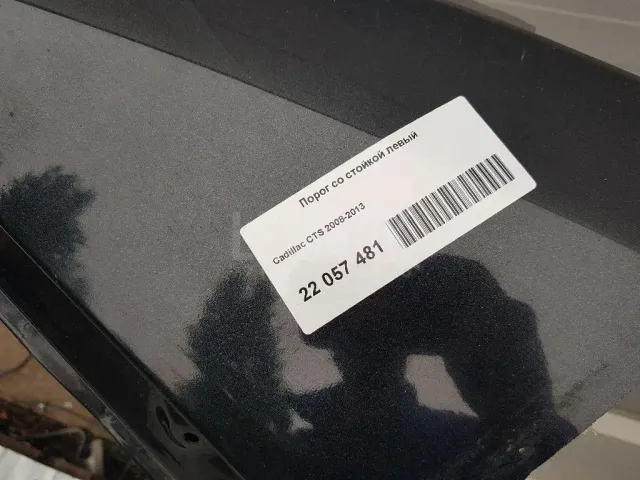 Порог со стойкой левый
Cadillac CTS 2008-2013
22 057 481